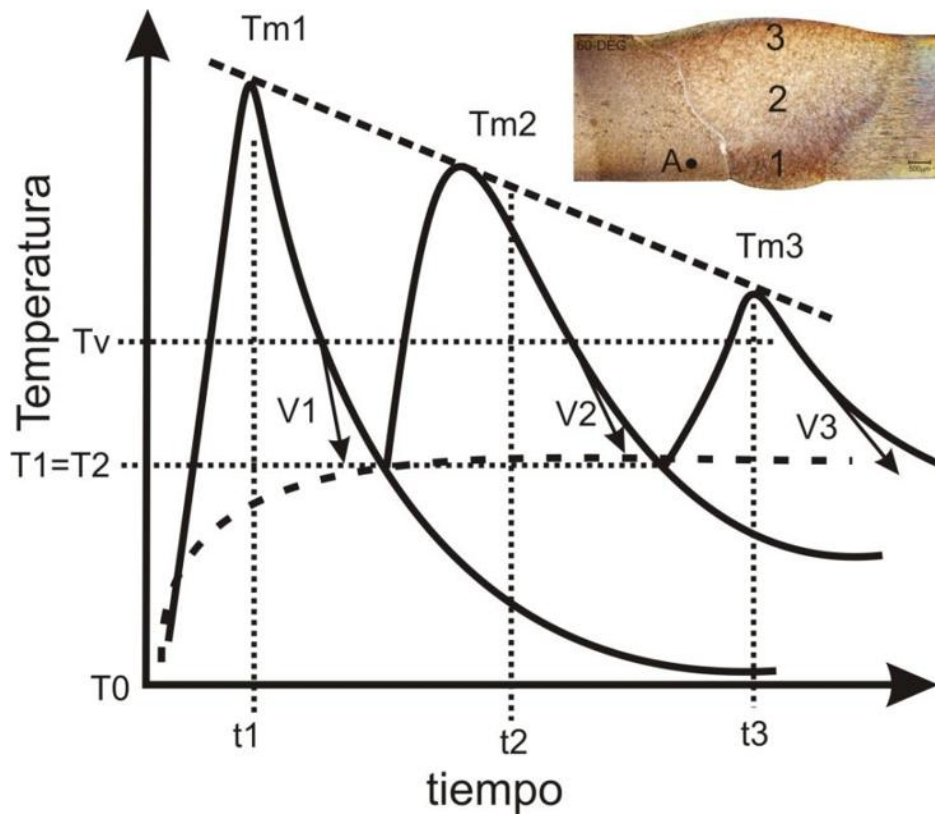 Tm1
60-DEG
3
2
Tm2
A
1
500µm
Tm3
Temperatura
Tv
V1
V2
V3
T1=T2
T0
t1
t2
t3
tiempo